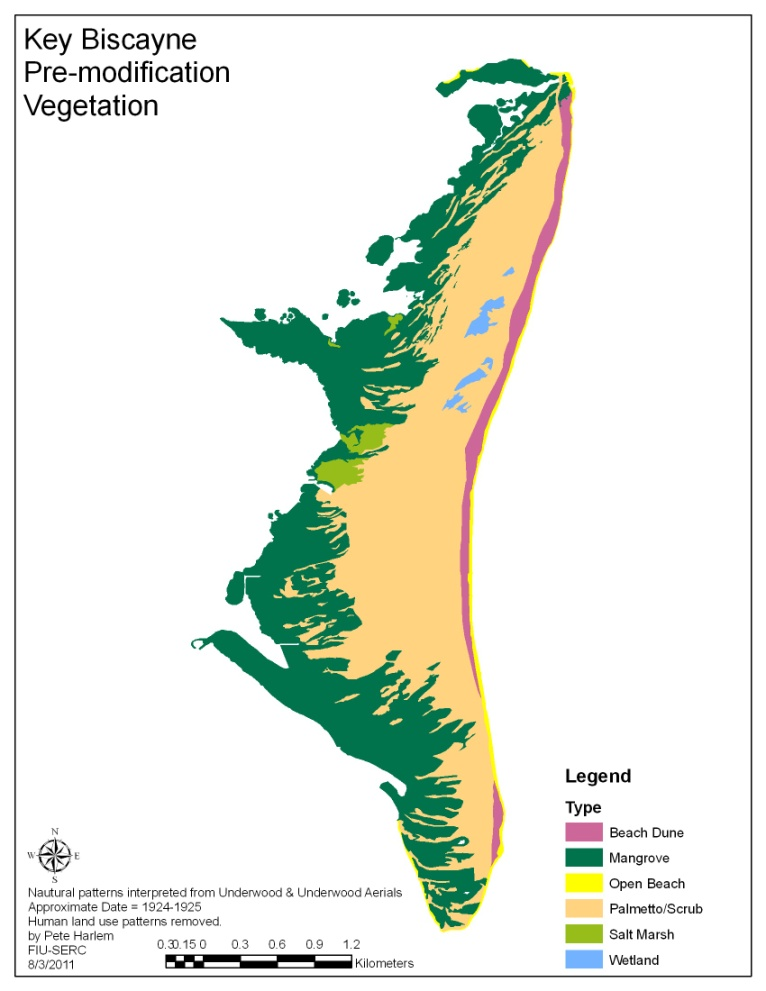 Key Biscayne
Pre-modification
Vegetation
Legend
Type
Beach Dune
Mangrove
Open Beach
Palmetto/Scrub
Salt Marsh
Wetland
N
W E
S
Nautural patterns interpreted from Underwood & Underwood Aerials
Approximate Date = 1924-1925
Human land use patterns removed.
by Pete Harlem
FIU-SERC
8/3/2011
0.30.15 0 0.3 0.6 0.9 1.2
Kilometers